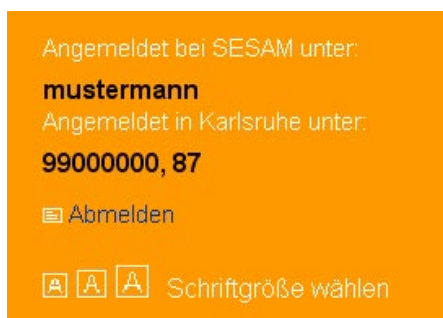 Angemeldet bei SESAM unter:
mustermann
Angemeldet in Karlsruhe unter:
99000000, 87
Abmelden
A A A Schriftgröße wählen